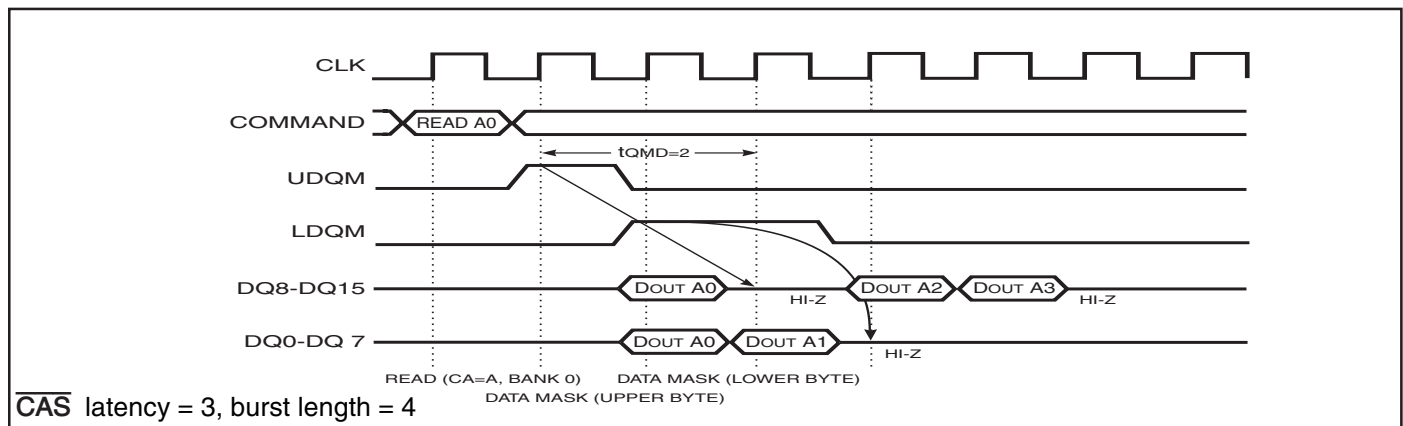 CLK
COMMAND READ A0
tQMD=2
UDQM
LDQM
DQ8-DQ15 DOUT A0 HI-Z DOUT A2 DOUT A3 HI-Z
DQ0-DQ 7 DOUT A0 DOUT A1 HI-Z
READ (CA=A, BANK 0) DATA MASK (LOWER BYTE)
DATA MASK (UPPER BYTE)
CAS latency = 3, burst length = 4